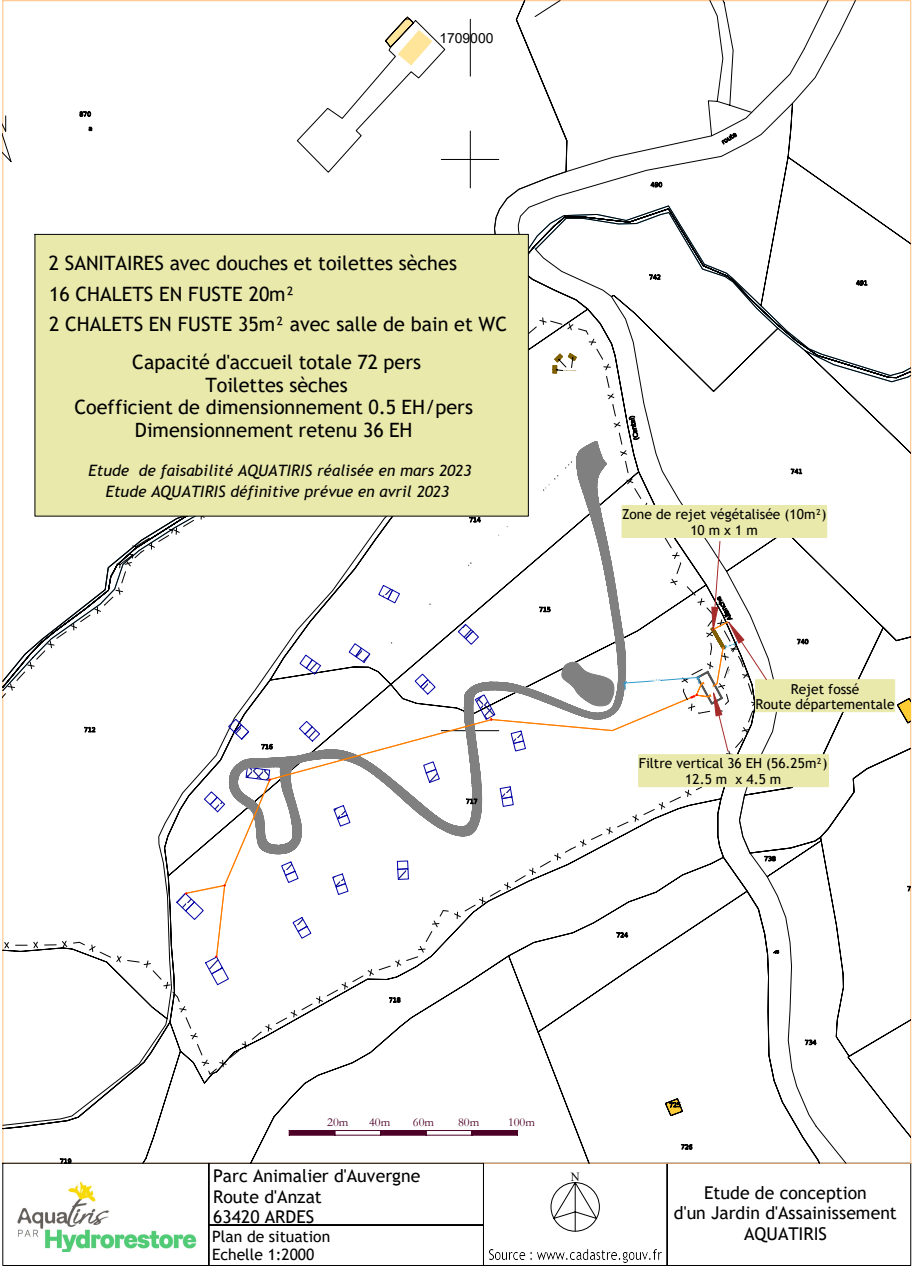 1709000
870
a
route
490
491
742
2 SANITAIRES avec douches et toilettes sèches
16 CHALETS EN FUSTE 20m²
2 CHALETS EN FUSTE 35m² avec salle de bain et WC
Capacité d'accueil totale 72 pers
Toilettes sèches
Coefficient de dimensionnement 0.5 EH/pers
Dimensionnement retenu 36 EH
Etude de faisabilité AQUATIRIS réalisée en mars 2023
Etude AQUATIRIS définitive prévue en avril 2023
(Cantal)
741
714
Zone de rejet végétalisée (10m²)
10 m x 1 m
715
Allanche
740
Rejet fossé
Route départementale
712
716
Filtre vertical 36 EH (56.25m²)
12.5 m x 4.5 m
717
738
724
718
734
725
726
20m 40m 60m 80m 100m
719
Aquatiris
PAR Hydrorestore
Parc Animalier d'Auvergne
Route d'Anzat
63420 ARDES
Plan de situation
Echelle 1:2000
N
Source : www.cadastre.gouv.fr
Etude de conception
d'un Jardin d'Assainissement
AQUATIRIS